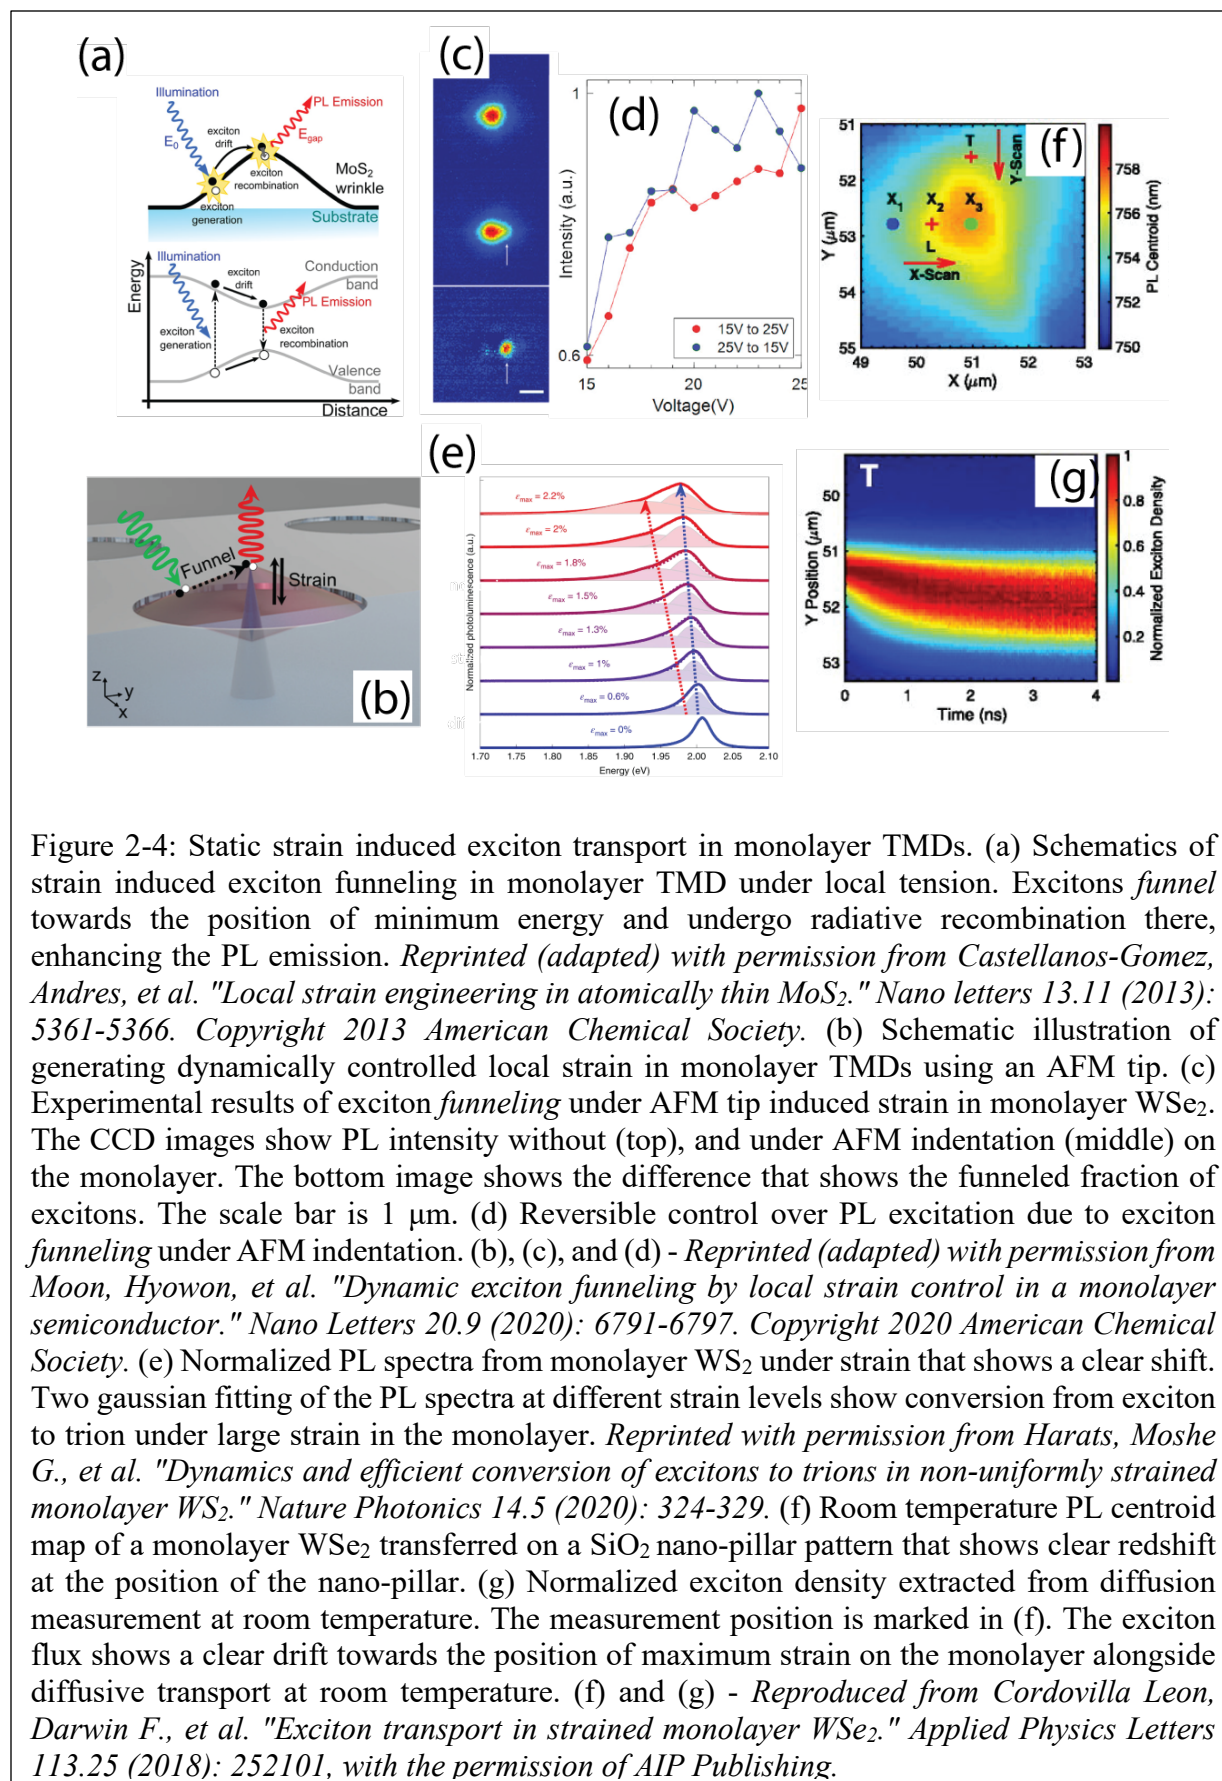 (a)
Illumination
E0
exciton
drift
PL Emission
Egap
exciton
recombination
MoS2
wrinkle
exciton
generation
Substrate
Energy
Illumination
exciton
drift
Conduction
band
PL Emission
exciton
generation
exciton
recombination
Valence
band
Distance
(b)
Funnel
Strain
z
y
x
(c)
(d)
Intensity (a.u.)
1
0.6
15V to 25V
25V to 15V
15
20
25
Voltage(V)
(e)
Normalized photoluminescence (a.u.)
εmax = 2.2%
εmax = 2%
εmax = 1.8%
εmax = 1.5%
εmax = 1.3%
εmax = 1%
εmax = 0.6%
εmax = 0%
1.70 1.75 1.80 1.85 1.90 1.95 2.00 2.05 2.10
Energy (eV)
(f)
51
52
53
54
55
Y (μm)
T
Y-Scan
X1
X2
X3
L
X-Scan
49 50 51 52 53
X (μm)
758
756
754
752
750
PL Centroid (nm)
(g)
T
50
51
52
53
Y Position (μm)
0 1 2 3 4
Time (ns)
1
0.8
0.6
0.4
0.2
Normalized Exciton Density
Figure 2-4: Static strain induced exciton transport in monolayer TMDs. (a) Schematics of
strain induced exciton funneling in monolayer TMD under local tension. Excitons funnel
towards the position of minimum energy and undergo radiative recombination there,
enhancing the PL emission. Reprinted (adapted) with permission from Castellanos-Gomez,
Andres, et al. "Local strain engineering in atomically thin MoS2." Nano letters 13.11 (2013):
5361-5366. Copyright 2013 American Chemical Society. (b) Schematic illustration of
generating dynamically controlled local strain in monolayer TMDs using an AFM tip. (c)
Experimental results of exciton funneling under AFM tip induced strain in monolayer WSe2.
The CCD images show PL intensity without (top), and under AFM indentation (middle) on
the monolayer. The bottom image shows the difference that shows the funneled fraction of
excitons. The scale bar is 1 μm. (d) Reversible control over PL excitation due to exciton
funneling under AFM indentation. (b), (c), and (d) - Reprinted (adapted) with permission from
Moon, Hyowon, et al. "Dynamic exciton funneling by local strain control in a monolayer
semiconductor." Nano Letters 20.9 (2020): 6791-6797. Copyright 2020 American Chemical
Society. (e) Normalized PL spectra from monolayer WS2 under strain that shows a clear shift.
Two gaussian fitting of the PL spectra at different strain levels show conversion from exciton
to trion under large strain in the monolayer. Reprinted with permission from Harats, Moshe
G., et al. "Dynamics and efficient conversion of excitons to trions in non-uniformly strained
monolayer WS2." Nature Photonics 14.5 (2020): 324-329. (f) Room temperature PL centroid
map of a monolayer WSe2 transferred on a SiO2 nano-pillar pattern that shows clear redshift
at the position of the nano-pillar. (g) Normalized exciton density extracted from diffusion
measurement at room temperature. The measurement position is marked in (f). The exciton
flux shows a clear drift towards the position of maximum strain on the monolayer alongside
diffusive transport at room temperature. (f) and (g) - Reproduced from Cordovilla Leon,
Darwin F., et al. "Exciton transport in strained monolayer WSe2." Applied Physics Letters
113.25 (2018): 252101, with the permission of AIP Publishing.